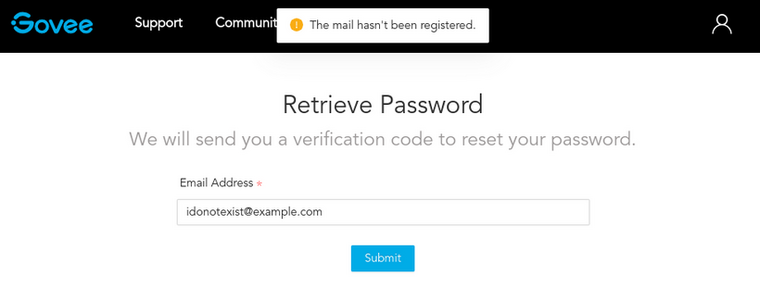 Govee
Support
Communit
The mail hasn't been registered.
Retrieve Password
We will send you a verification code to reset your password.
Email Address *
idonotexist@example.com
Submit